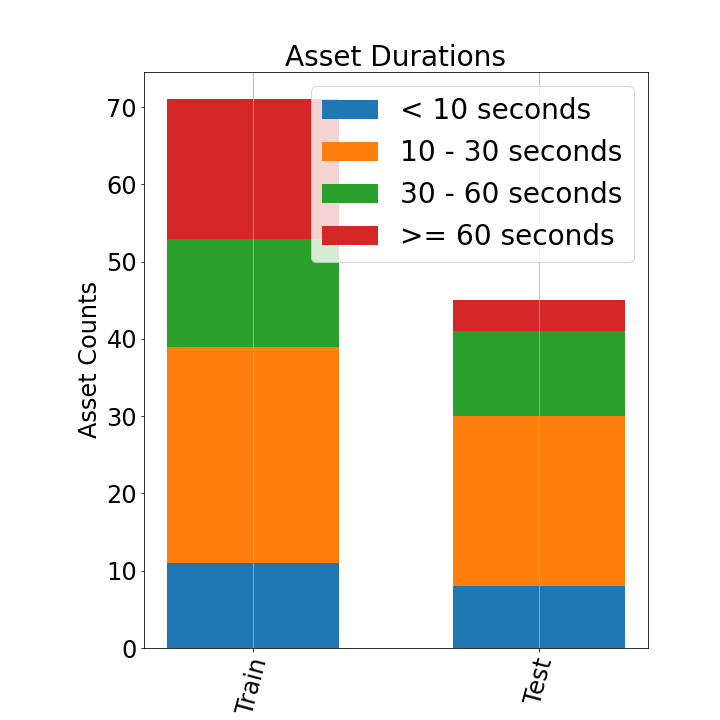 Asset Durations
< 10 seconds
10 - 30 seconds
30 - 60 seconds
>= 60 seconds
Asset Counts
70
60
50
40
30
20
10
0
Train
Test